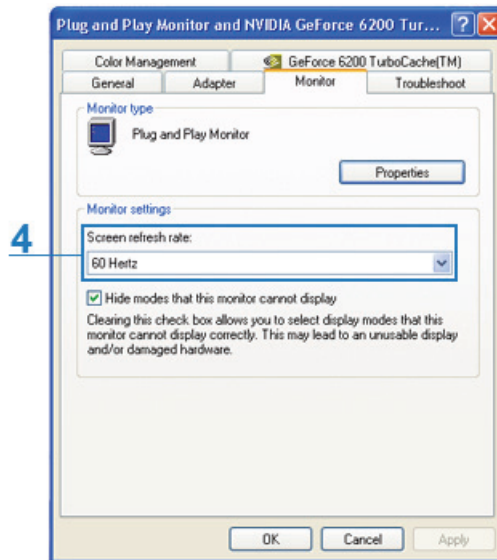 Plug and Play Monitor and NVIDIA GeForce 6200 Tur...
Color Management
GeForce 6200 TurboCache(TM)
General
Adapter
Monitor
Troubleshoot
Monitor type
Plug and Play Monitor
Properties
Monitor settings
4
Screen refresh rate:
60 Hertz
Hide modes that this monitor cannot display
Clearing this check box allows you to select display modes that this
monitor cannot display correctly. This may lead to an unusable display
and/or damaged hardware.
OK
Cancel
Apply